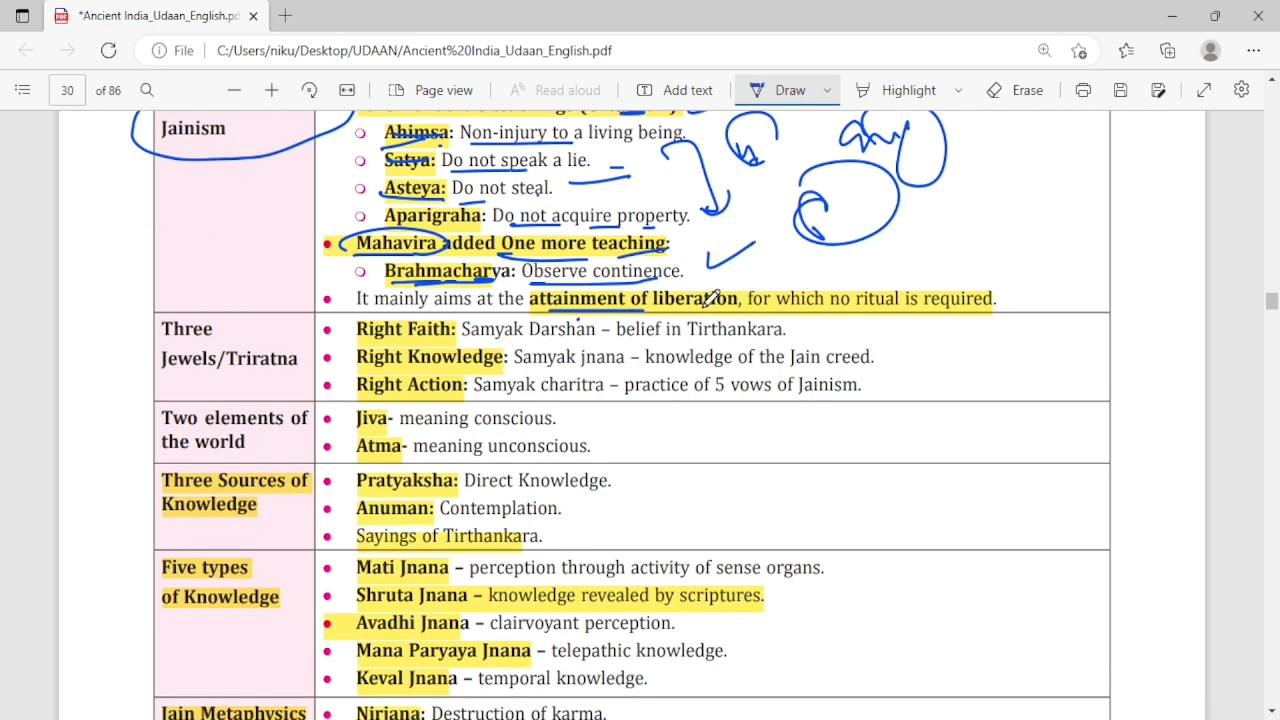 *Ancient India_Udaan_English.pd
File
C:/Users/niku/Desktop/UDAAN/Ancient%20India_Udaan_English.pdf
30 of 86
Page view
Read aloud
Add text
Draw
Highlight
Erase
Jainism
Ahimsa: Non-injury to a living being.
Satya: Do not speak a lie.
Asteya: Do not steal.
Aparigraha: Do not acquire property.
Mahavira added One more teaching:
Brahmacharya: Observe continence.
It mainly aims at the attainment of liberation, for which no ritual is required.
Three
Jewels/Triratna
Right Faith: Samyak Darshan – belief in Tirthankara.
Right Knowledge: Samyak jnana – knowledge of the Jain creed.
Right Action: Samyak charitra – practice of 5 vows of Jainism.
Two elements of
the world
Jiva- meaning conscious.
Atma- meaning unconscious.
Three Sources of
Knowledge
Pratyaksha: Direct Knowledge.
Anuman: Contemplation.
Sayings of Tirthankara.
Five types
of Knowledge
Mati Jnana – perception through activity of sense organs.
Shruta Jnana – knowledge revealed by scriptures.
Avadhi Jnana – clairvoyant perception.
Mana Paryaya Jnana – telepathic knowledge.
Keval Jnana – temporal knowledge.
Jain Metaphysics
Nirjana: Destruction of karma.